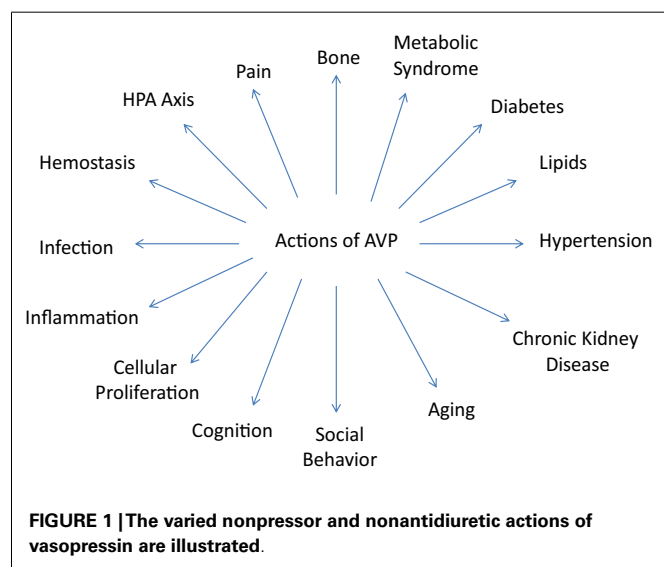 Metabolic
Syndrome
Bone
Pain
HPA Axis
Diabetes
Hemostasis
Lipids
Infection
Actions of AVP
Hypertension
Inflammation
Chronic Kidney
Disease
Cellular
Proliferation
Aging
Cognition
Social
Behavior
FIGURE 1 | The varied nonpressor and nonantidiuretic actions of
vasopressin are illustrated.